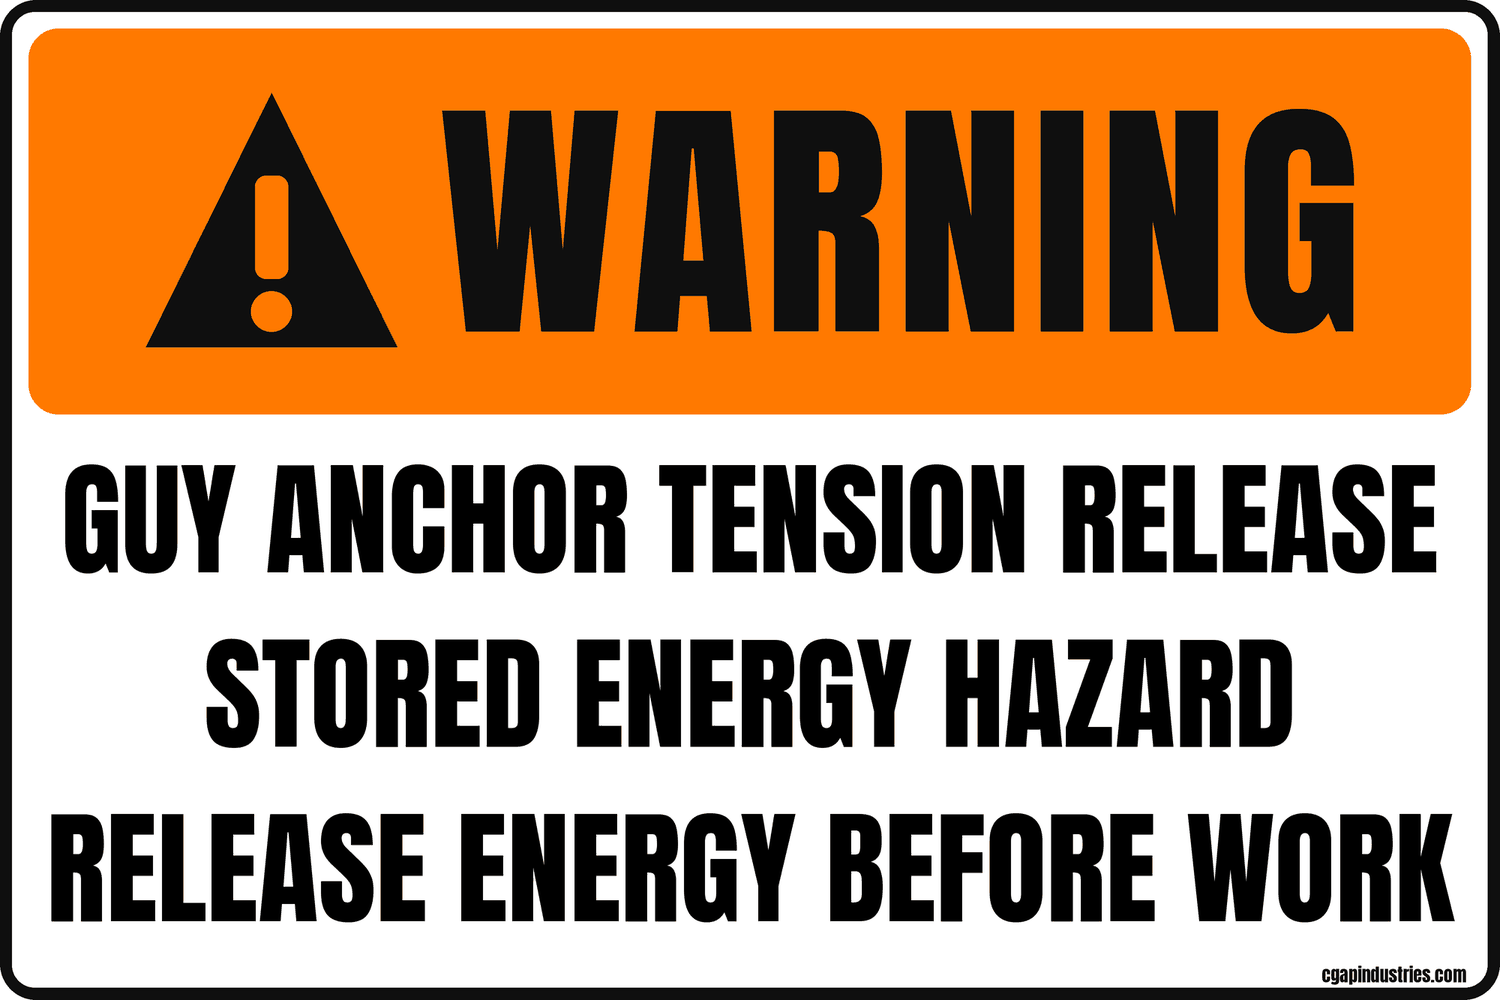 WARNING
GUY ANCHOR TENSION RELEASE
STORED ENERGY HAZARD
RELEASE ENERGY BEFORE WORK
cgapindustries.com